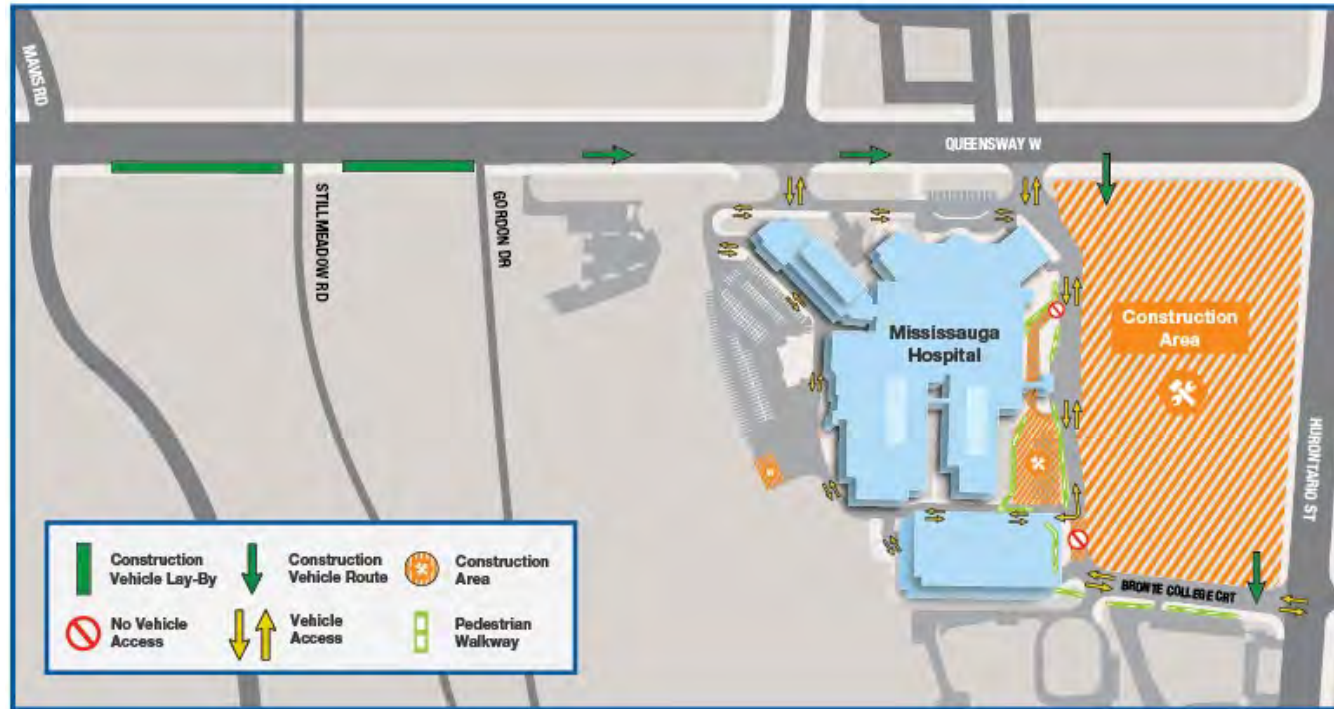 MAVIS RD
QUEENSWAY W
STILLMEADOW RD
GORDON DR
Mississauga
Hospital
Construction
Area
HURONTARIO ST
BRONTE COLLEGE CRT
Construction
Vehicle Lay-By
Construction
Vehicle Route
Construction
Area
No Vehicle
Access
Vehicle
Access
Pedestrian
Walkway